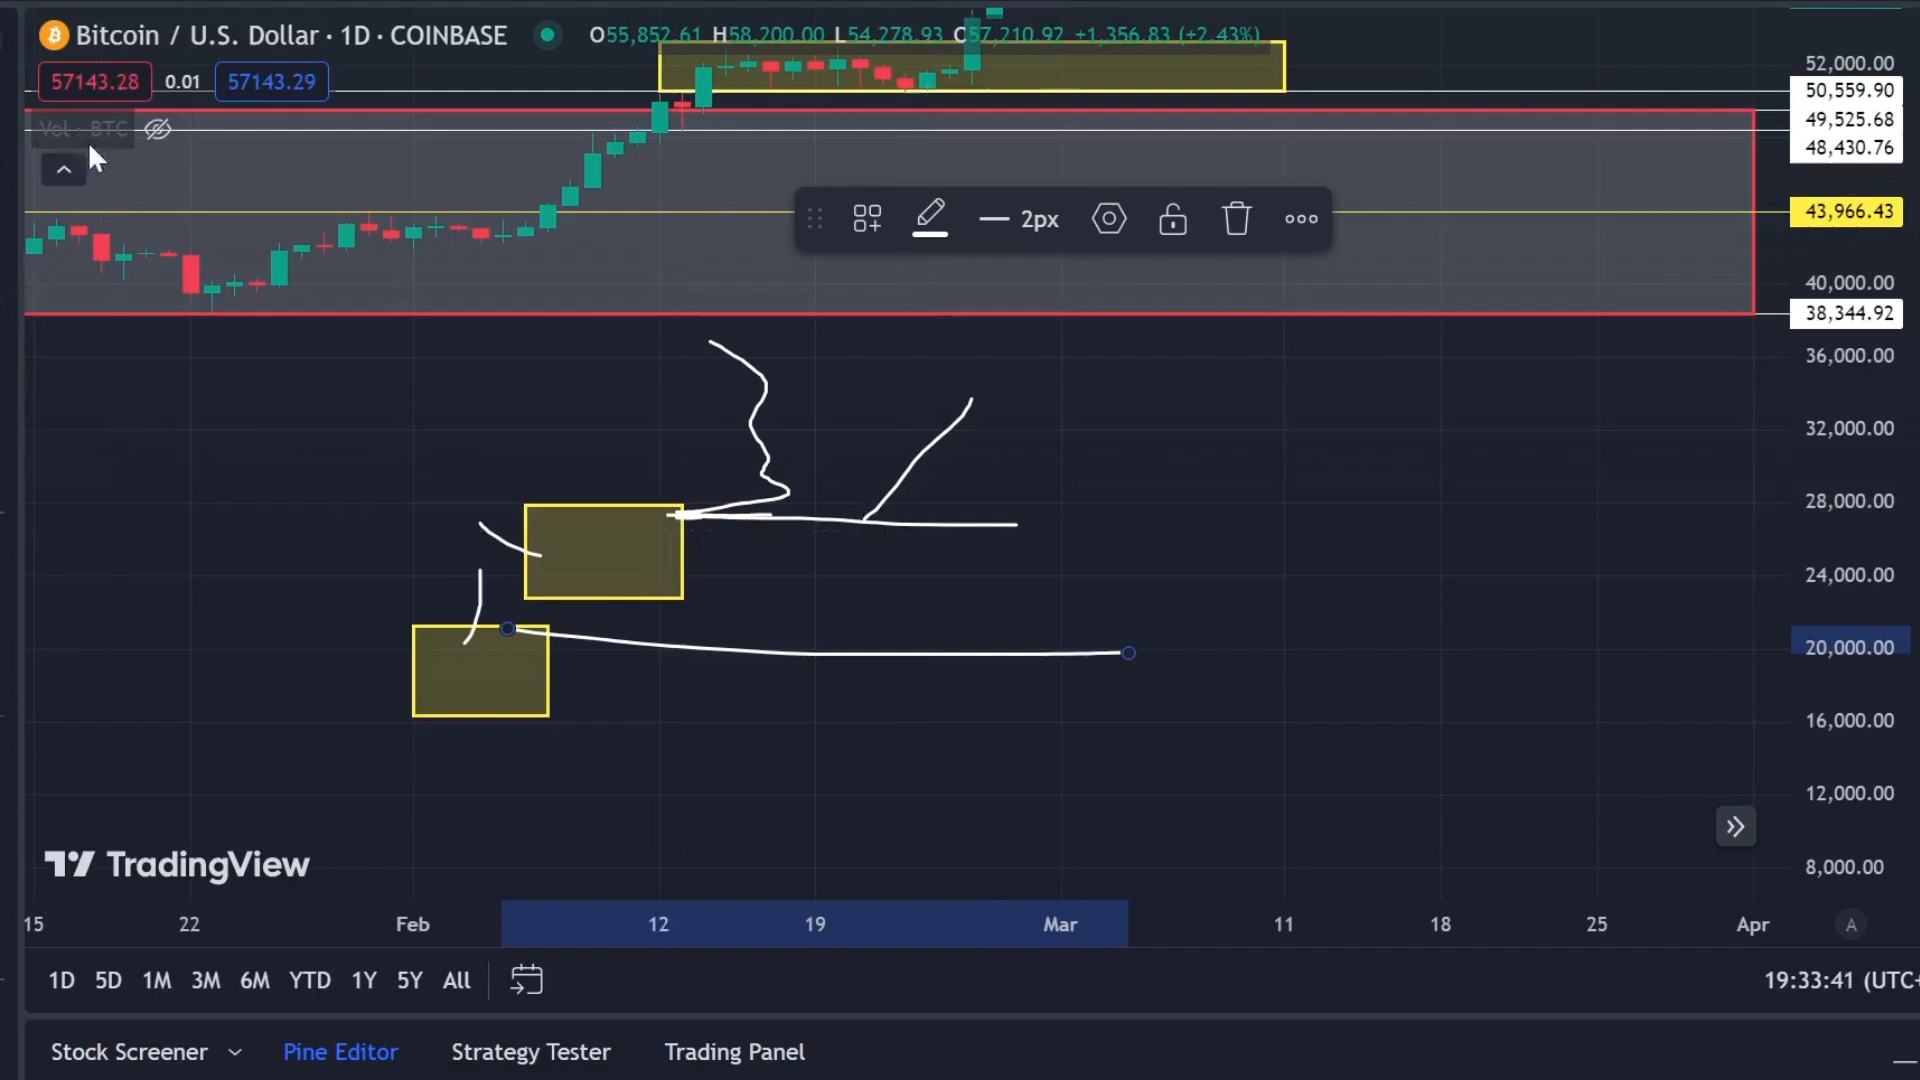 Bitcoin / U.S. Dollar · 1D · COINBASE O55,852.61 H58,200.00 L54,278.93 C57,210.92 +1,356.83 (+2.43%)
57143.28 0.01 57143.29
Vol · BTC
2px
52,000.00
50,559.90
49,525.68
48,430.76
43,966.43
40,000.00
38,344.92
36,000.00
32,000.00
28,000.00
24,000.00
20,000.00
16,000.00
12,000.00
8,000.00
TradingView
15 22 Feb 12 19 Mar 11 18 25 Apr A
1D 5D 1M 3M 6M YTD 1Y 5Y All 19:33:41 (UTC+
Stock Screener Pine Editor Strategy Tester Trading Panel